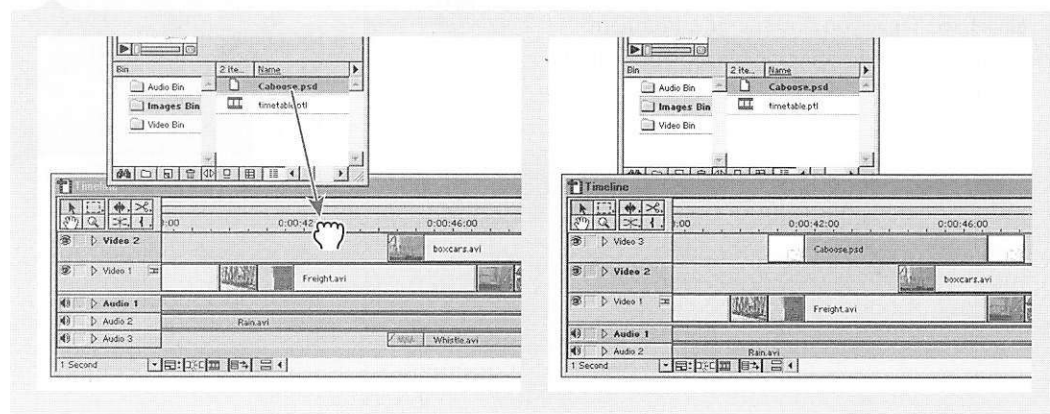 Bin 2 ite... Name
Audio Bin Caboose.psd
Images Bin timetable.ptl
Video Bin
Timeline
:00 0:00:42 0:00:46:00
Video 2 boxcars.avi
Video 1 Freight.avi
Audio 1
Audio 2 Rain.avi
Audio 3 Whistle.avi
1 Second
Bin 2 ite... Name
Audio Bin Caboose.psd
Images Bin timetable.ptl
Video Bin
Timeline
:00 0:00:42:00 0:00:46:00
Video 3 Caboose.psd
Video 2 boxcars.avi
Video 1 Freight.avi
Audio 1
Audio 2 Rain.avi
1 Second